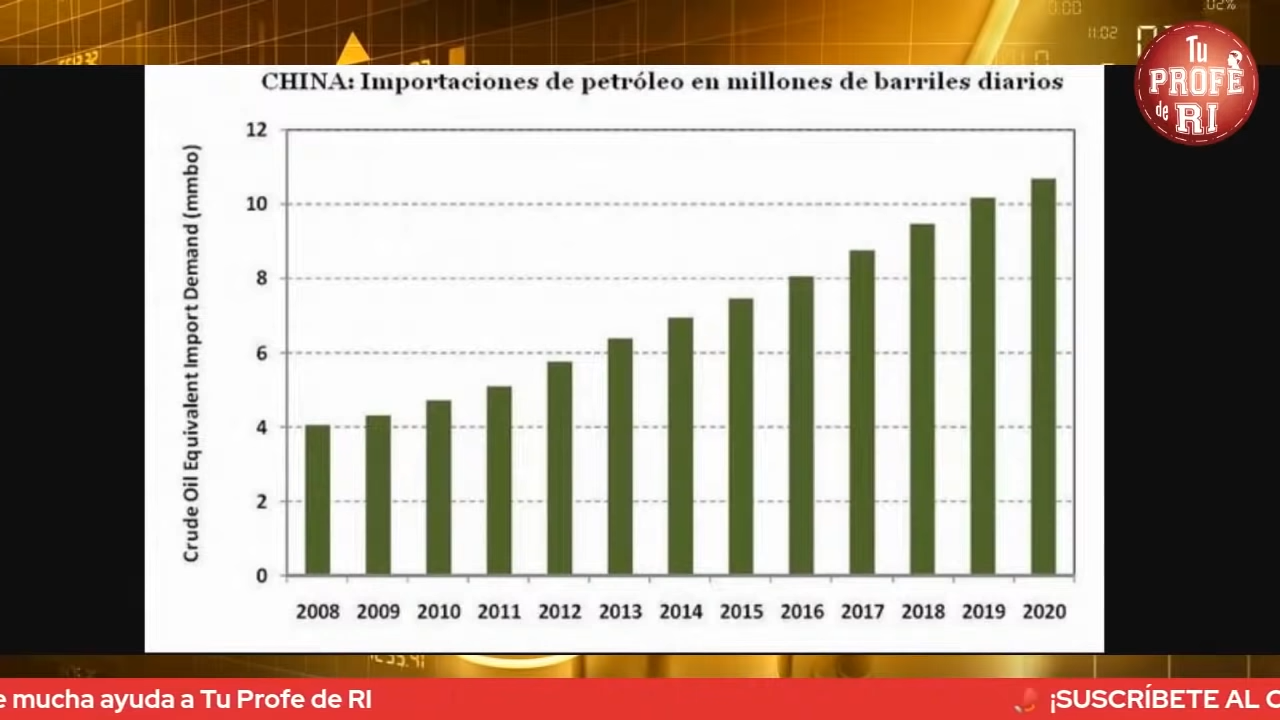 11:02
Tu
PROFE
de
RI
CHINA: Importaciones de petróleo en millones de barriles diarios
Crude Oil Equivalent Import Demand (mmbo)
12
10
8
6
4
2
0
2008 2009 2010 2011 2012 2013 2014 2015 2016 2017 2018 2019 2020
e mucha ayuda a Tu Profe de RI
¡SUSCRÍBETE AL